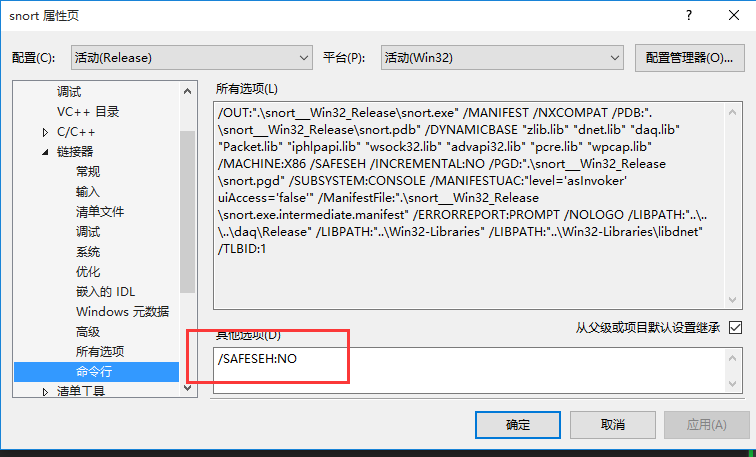 snort 属性页
配置(C): 活动(Release) 平台(P): 活动(Win32) 配置管理器(O)...
调试
VC++ 目录
C/C++
链接器
常规
输入
清单文件
调试
系统
优化
嵌入的 IDL
Windows 元数据
高级
所有选项
命令行
清单工具
所有选项(L)
/OUT:".\snort__Win32_Release\snort.exe" /MANIFEST /NXCOMPAT /PDB:".
\snort__Win32_Release\snort.pdb" /DYNAMICBASE "zlib.lib" "dnet.lib" "daq.lib"
"Packet.lib" "iphlpapi.lib" "wsock32.lib" "advapi32.lib" "pcre.lib" "wpcap.lib"
/MACHINE:X86 /SAFESEH /INCREMENTAL:NO /PGD:".\snort__Win32_Release
\snort.pgd" /SUBSYSTEM:CONSOLE /MANIFESTUAC:"level='asInvoker'
uiAccess='false'" /ManifestFile:".\snort__Win32_Release
\snort.exe.intermediate.manifest" /ERRORREPORT:PROMPT /NOLOGO /LIBPATH:"..\..
\..\daq\Release" /LIBPATH:"..\Win32-Libraries" /LIBPATH:"..\Win32-Libraries\libdnet"
/TLBID:1
从父级或项目默认设置继承
其他选项(D)
/SAFESEH:NO
确定 取消 应用(A)